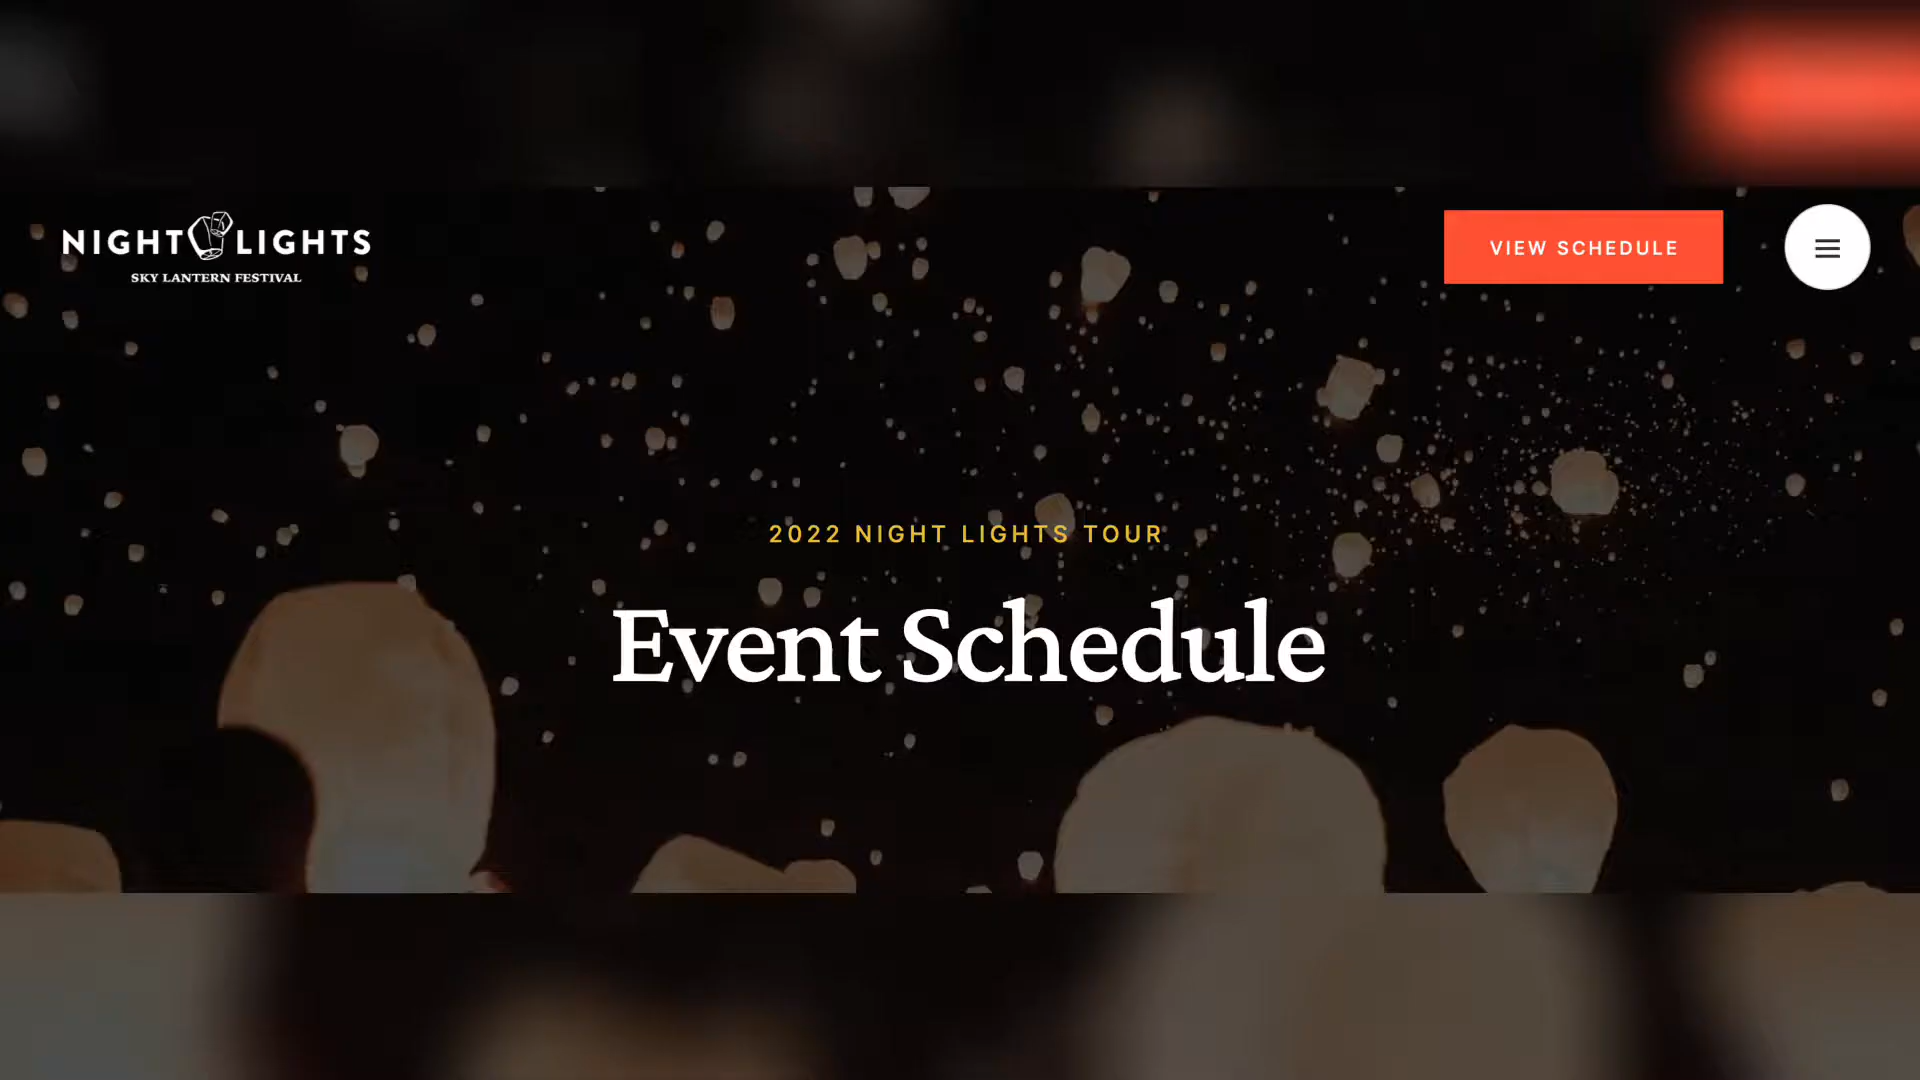 NIGHT LIGHTS
SKY LANTERN FESTIVAL
VIEW SCHEDULE
2022 NIGHT LIGHTS TOUR
Event Schedule